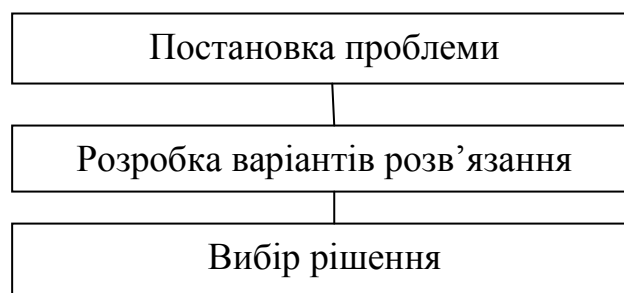 Постановка проблеми
Розробка варіантів розв’язання
Вибір рішення